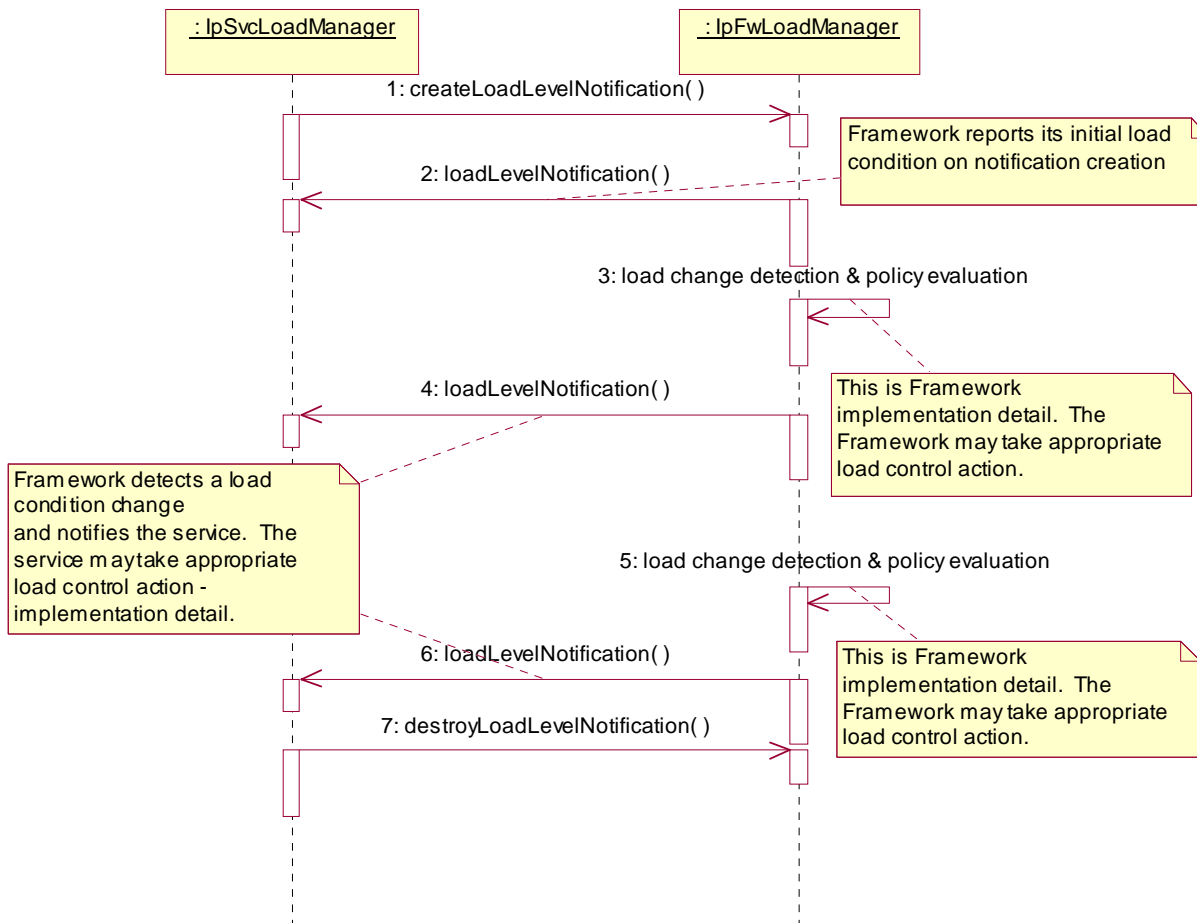 : IpSvcLoadManager
: IpFwLoadManager
1: createLoadLevelNotification( )
Framework reports its initial load
condition on notification creation
2: loadLevelNotification( )
3: load change detection & policy evaluation
This is Framework
implementation detail. The
Framework may take appropriate
load control action.
4: loadLevelNotification( )
Framework detects a load
condition change
and notifies the service. The
service may take appropriate
load control action -
implementation detail.
5: load change detection & policy evaluation
This is Framework
implementation detail. The
Framework may take appropriate
load control action.
6: loadLevelNotification( )
7: destroyLoadLevelNotification( )